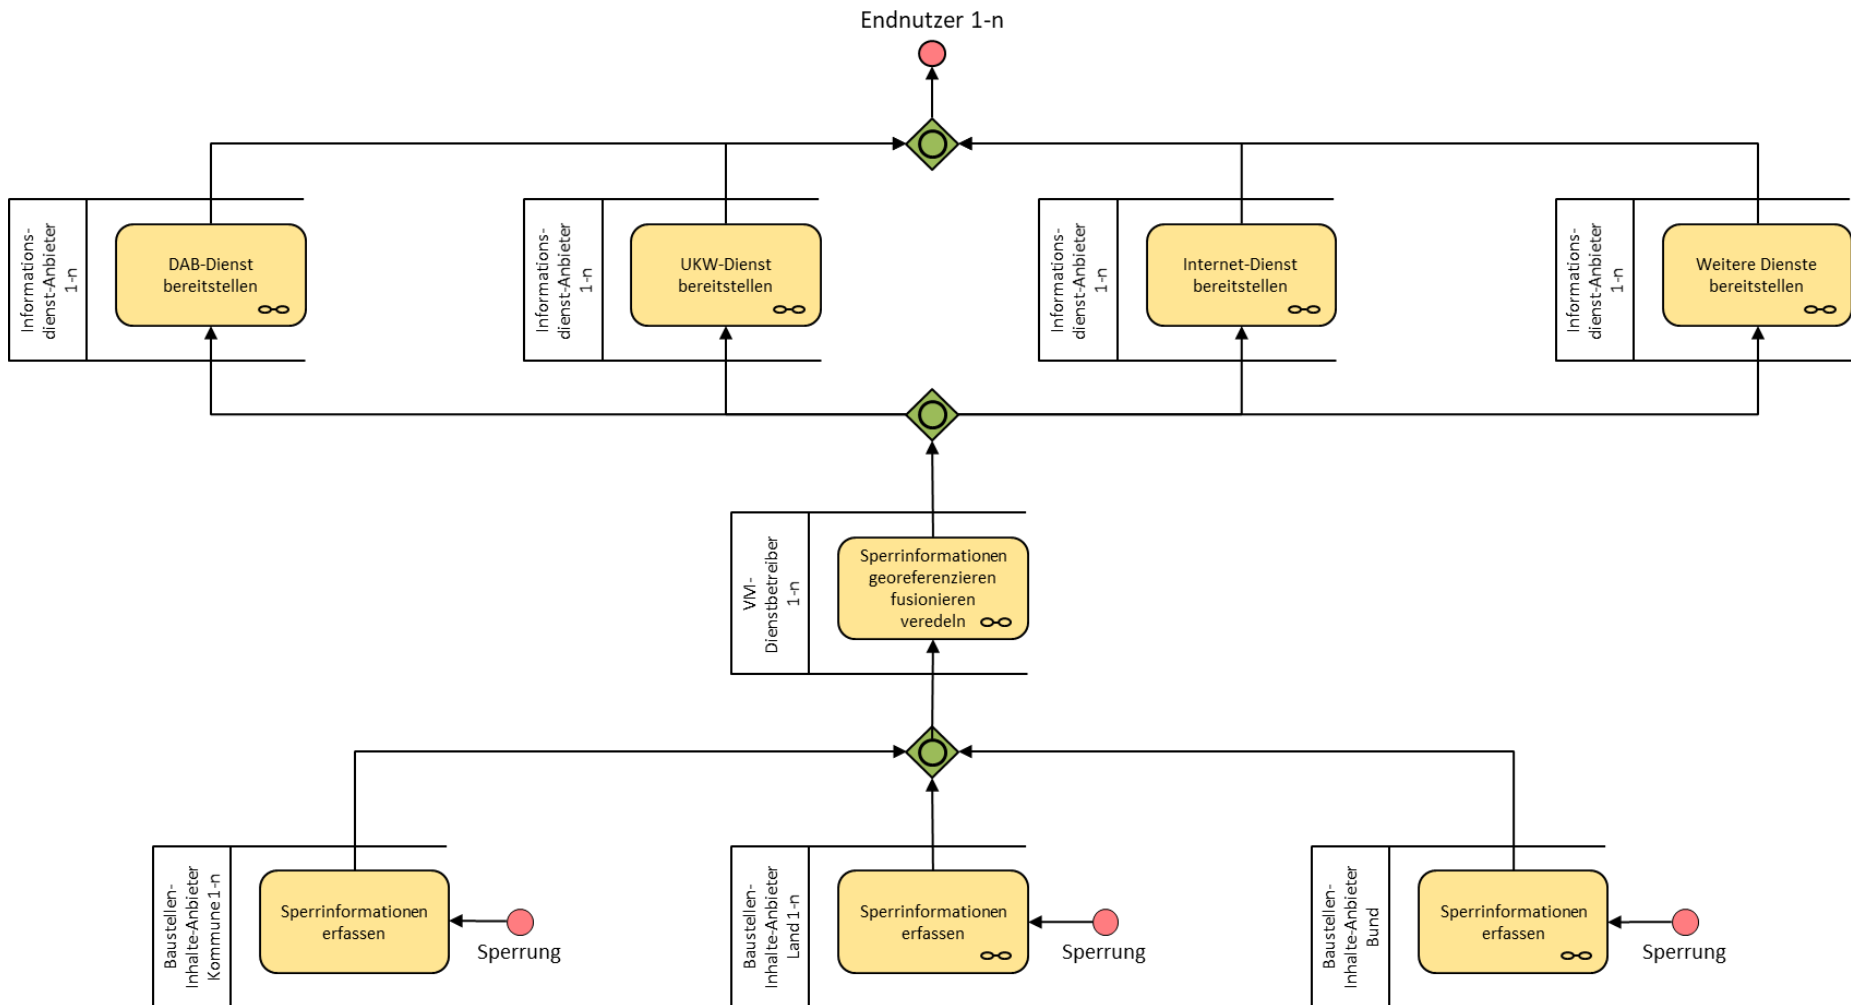 Endnutzer 1-n
Informations-
dienst-Anbieter
1-n
DAB-Dienst
bereitstellen
Informations-
dienst-Anbieter
1-n
UKW-Dienst
bereitstellen
Informations-
dienst-Anbieter
1-n
Internet-Dienst
bereitstellen
Informations-
dienst-Anbieter
1-n
Weitere Dienste
bereitstellen
VM-
Dienstbetreiber
1-n
Sperrinformationen
georeferenzieren
fusionieren
veredeln
Baustellen-
Inhalte-Anbieter
Kommune 1-n
Sperrinformationen
erfassen
Sperrung
Baustellen-
Inhalte-Anbieter
Land 1-n
Sperrinformationen
erfassen
Sperrung
Baustellen-
Inhalte-Anbieter
Bund
Sperrinformationen
erfassen
Sperrung